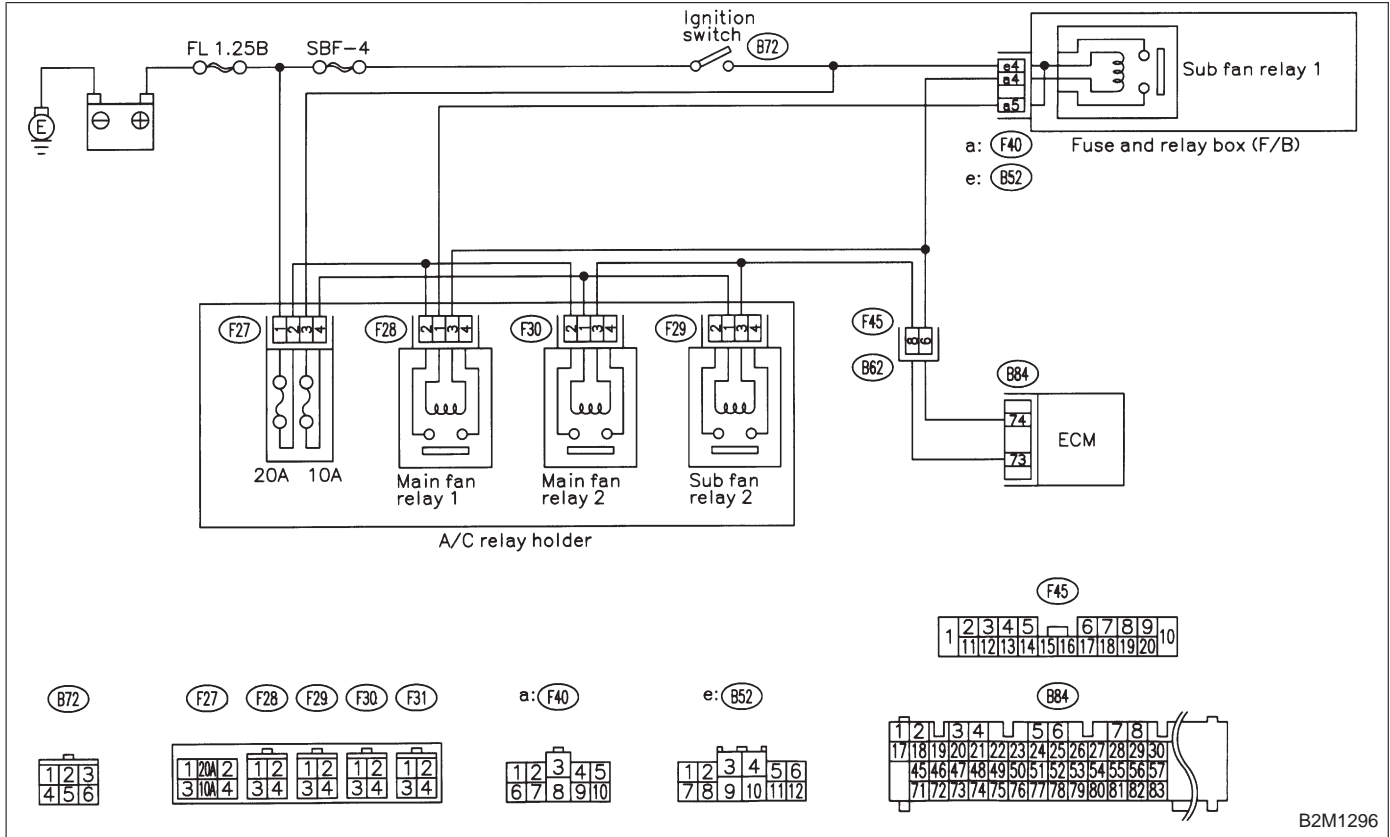 Ignition
switch
B72
FL 1.25B
SBF-4
E
⊖ ⊕
e4
a4
a5
Sub fan relay 1
a: F40
Fuse and relay box (F/B)
e: B52
F27
1 2 3 4
F28
2 1 3 4
F30
2 1 3 4
F29
2 1 3 4
F45
8 6
B62
B84
74
73
ECM
20A 10A
Main fan
relay 1
Main fan
relay 2
Sub fan
relay 2
A/C relay holder
F45
1 2 3 4 5 6 7 8 9 10
11 12 13 14 15 16 17 18 19 20
B72
1 2 3
4 5 6
F27 F28 F29 F30 F31
1 20A 2 1 2 1 2 1 2 1 2
3 10A 4 3 4 3 4 3 4 3 4
a: F40
1 2 3 4 5
6 7 8 9 10
e: B52
1 2 3 4 5 6
7 8 9 10 11 12
B84
1 2 3 4 5 6 7 8
17 18 19 20 21 22 23 24 25 26 27 28 29 30
45 46 47 48 49 50 51 52 53 54 55 56 57
71 72 73 74 75 76 77 78 79 80 81 82 83
B2M1296